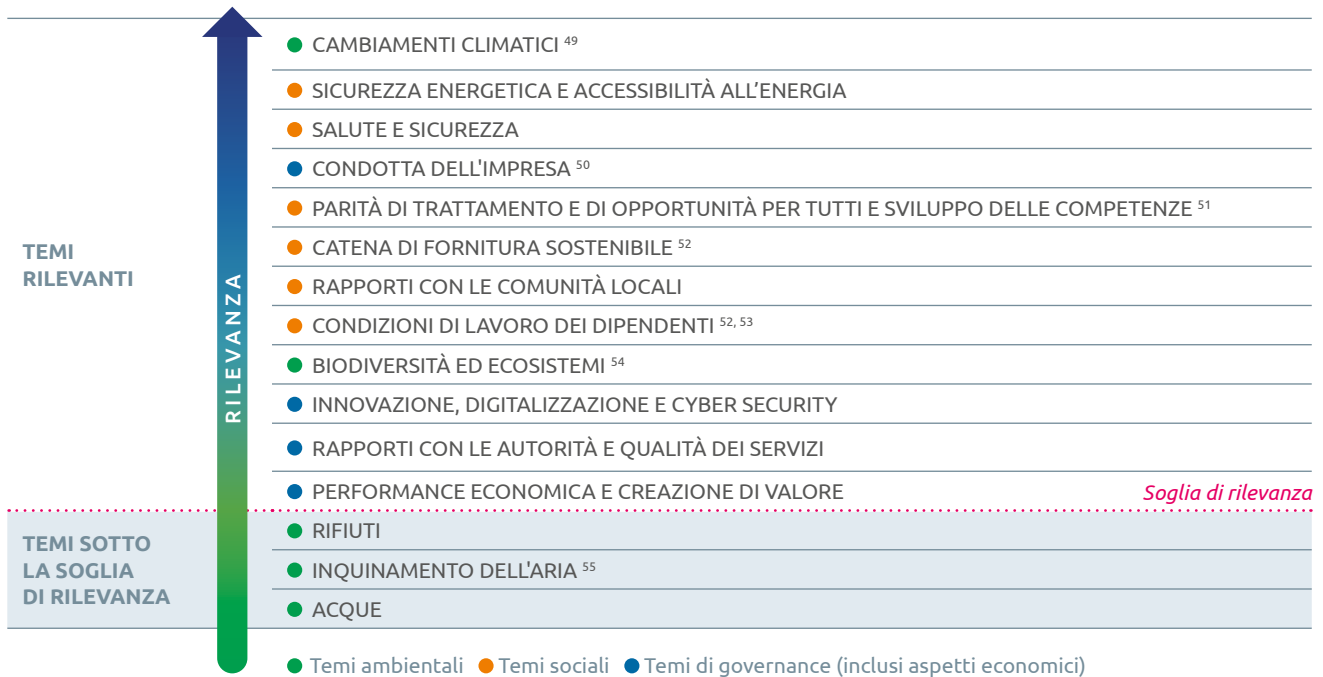 CAMBIAMENTI CLIMATICI 49
SICUREZZA ENERGETICA E ACCESSIBILITÀ ALL’ENERGIA
SALUTE E SICUREZZA
CONDOTTA DELL'IMPRESA 50
PARITÀ DI TRATTAMENTO E DI OPPORTUNITÀ PER TUTTI E SVILUPPO DELLE COMPETENZE 51
TEMI
RILEVANTI
CATENA DI FORNITURA SOSTENIBILE 52
RAPPORTI CON LE COMUNITÀ LOCALI
RILEVANZA
CONDIZIONI DI LAVORO DEI DIPENDENTI 52, 53
BIODIVERSITÀ ED ECOSISTEMI 54
INNOVAZIONE, DIGITALIZZAZIONE E CYBER SECURITY
RAPPORTI CON LE AUTORITÀ E QUALITÀ DEI SERVIZI
PERFORMANCE ECONOMICA E CREAZIONE DI VALORE
Soglia di rilevanza
TEMI SOTTO
LA SOGLIA
DI RILEVANZA
RIFIUTI
INQUINAMENTO DELL'ARIA 55
ACQUE
Temi ambientali Temi sociali Temi di governance (inclusi aspetti economici)